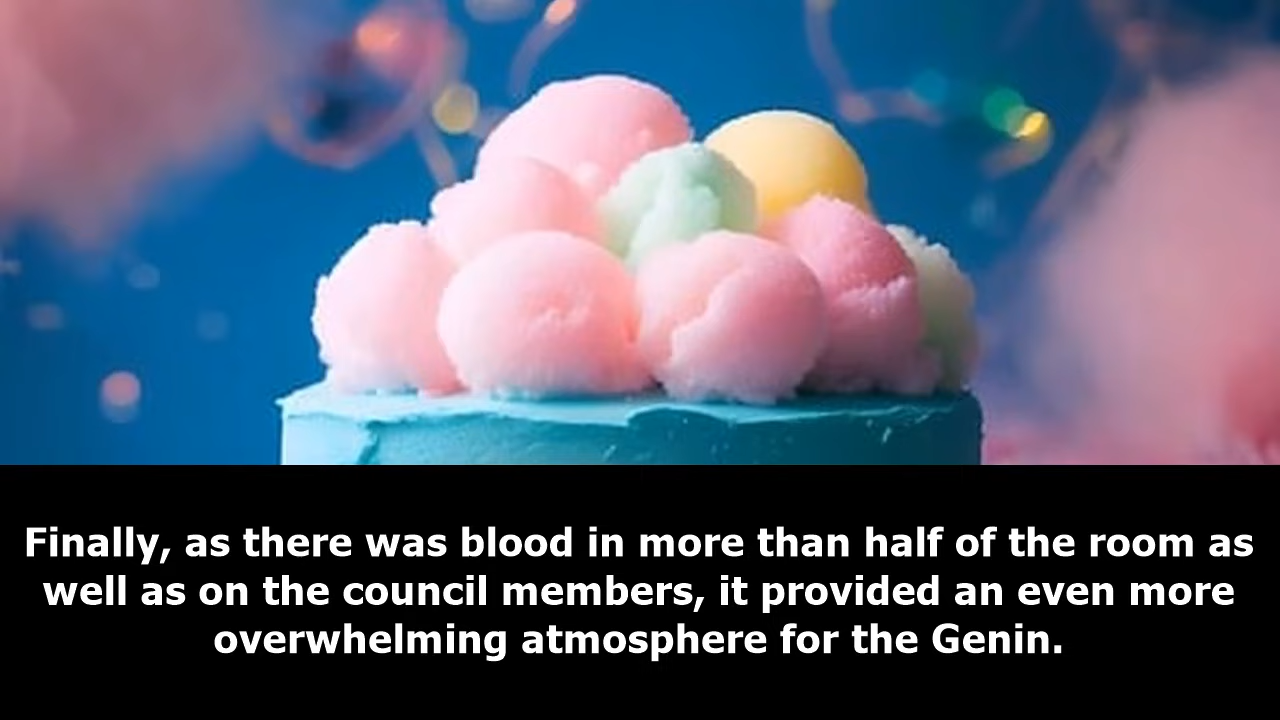 Finally, as there was blood in more than half of the room as
well as on the council members, it provided an even more
overwhelming atmosphere for the Genin.